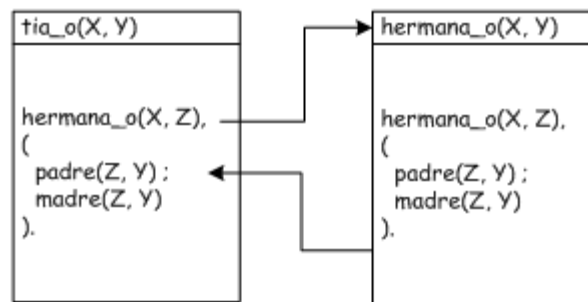 tia_o(X, Y)
hermana_o(X, Z),
(
padre(Z, Y) ;
madre(Z, Y)
).
hermana_o(X, Y)
hermana_o(X, Z),
(
padre(Z, Y) ;
madre(Z, Y)
).